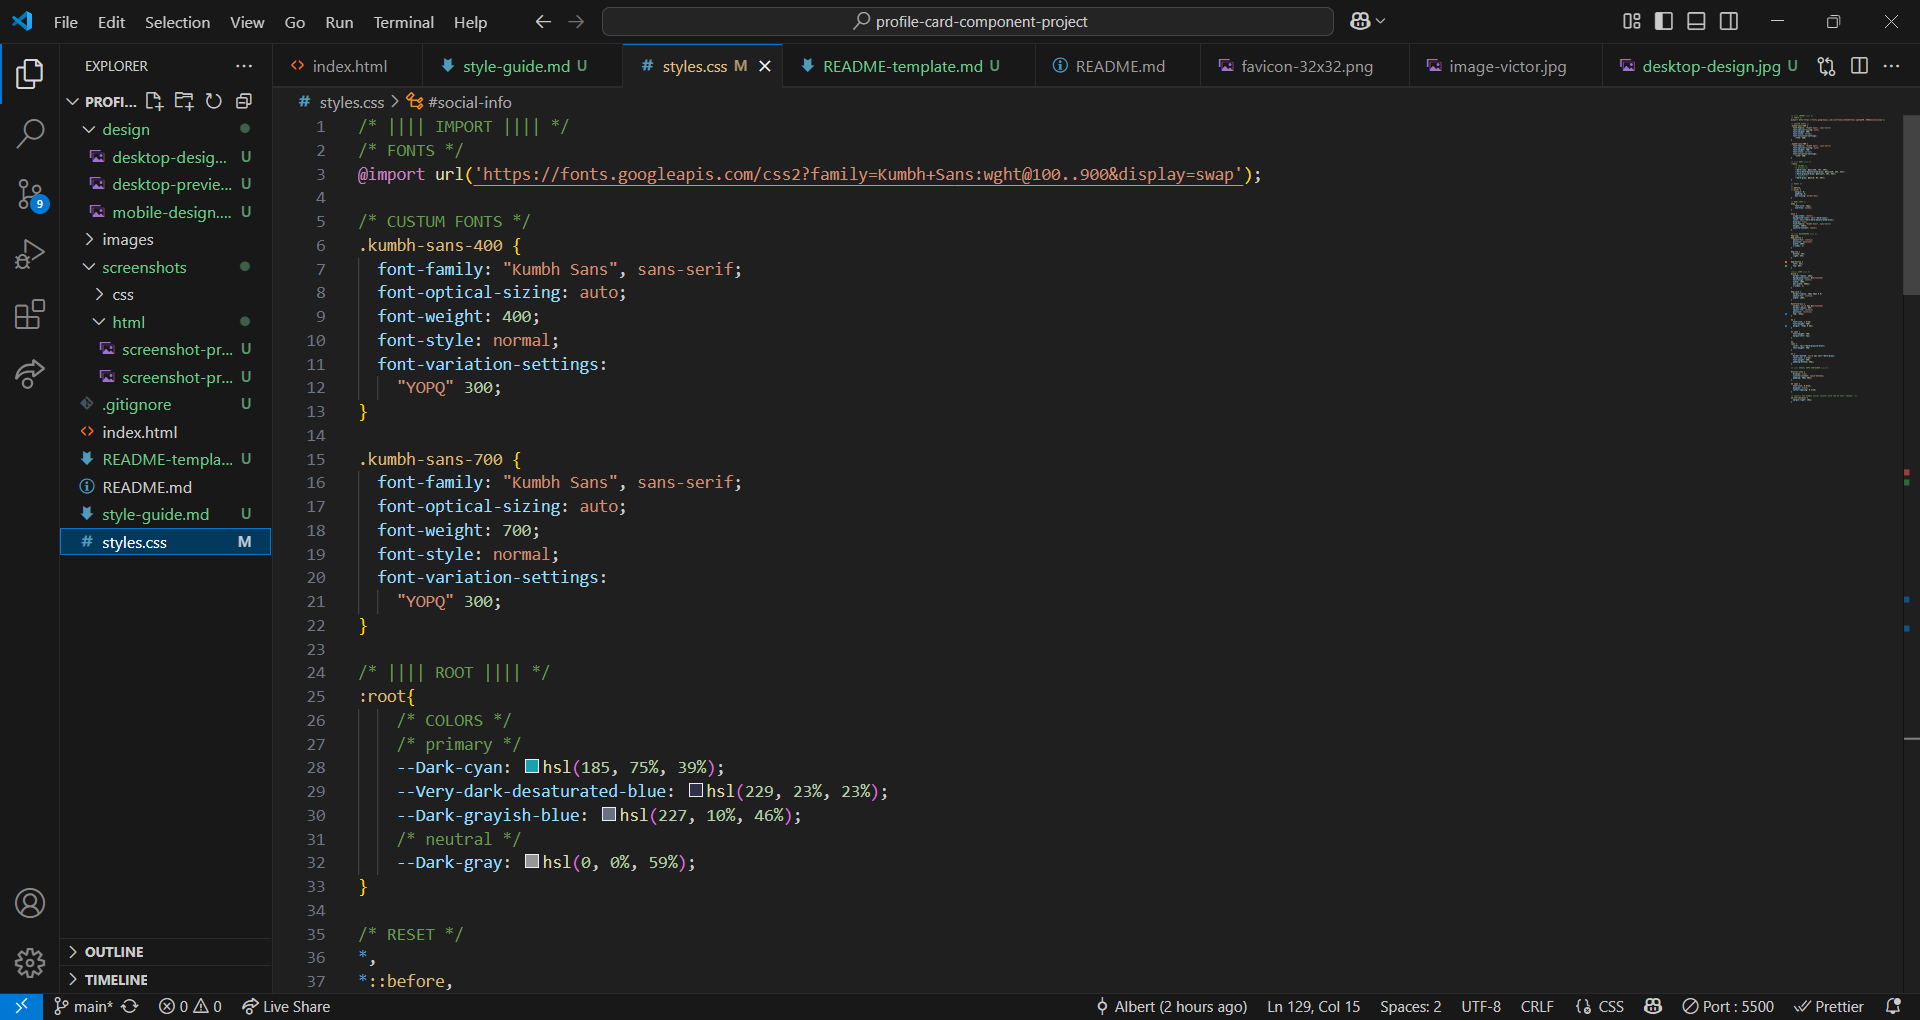 File Edit Selection View Go Run Terminal Help
profile-card-component-project
EXPLORER
PROFI...
design
desktop-desig... U
desktop-previe... U
mobile-design.... U
images
screenshots
css
html
screenshot-pr... U
screenshot-pr... U
.gitignore U
index.html
README-templa... U
README.md
style-guide.md U
styles.css M
OUTLINE
TIMELINE
9
index.html
style-guide.md U
styles.css M
README-template.md U
README.md
favicon-32x32.png
image-victor.jpg
desktop-design.jpg U
styles.css > #social-info
1 /* |||| IMPORT |||| */
2 /* FONTS */
3 @import url('https://fonts.googleapis.com/css2?family=Kumbh+Sans:wght@100..900&display=swap');
4
5 /* CUSTUM FONTS */
6 .kumbh-sans-400 {
7 font-family: "Kumbh Sans", sans-serif;
8 font-optical-sizing: auto;
9 font-weight: 400;
10 font-style: normal;
11 font-variation-settings:
12 "YOPQ" 300;
13 }
14
15 .kumbh-sans-700 {
16 font-family: "Kumbh Sans", sans-serif;
17 font-optical-sizing: auto;
18 font-weight: 700;
19 font-style: normal;
20 font-variation-settings:
21 "YOPQ" 300;
22 }
23
24 /* |||| ROOT |||| */
25 :root{
26 /* COLORS */
27 /* primary */
28 --Dark-cyan: hsl(185, 75%, 39%);
29 --Very-dark-desaturated-blue: hsl(229, 23%, 23%);
30 --Dark-grayish-blue: hsl(227, 10%, 46%);
31 /* neutral */
32 --Dark-gray: hsl(0, 0%, 59%);
33 }
34
35 /* RESET */
36 *,
37 *::before,
main* 0 0 Live Share Albert (2 hours ago) Ln 129, Col 15 Spaces: 2 UTF-8 CRLF {} CSS Port : 5500 Prettier